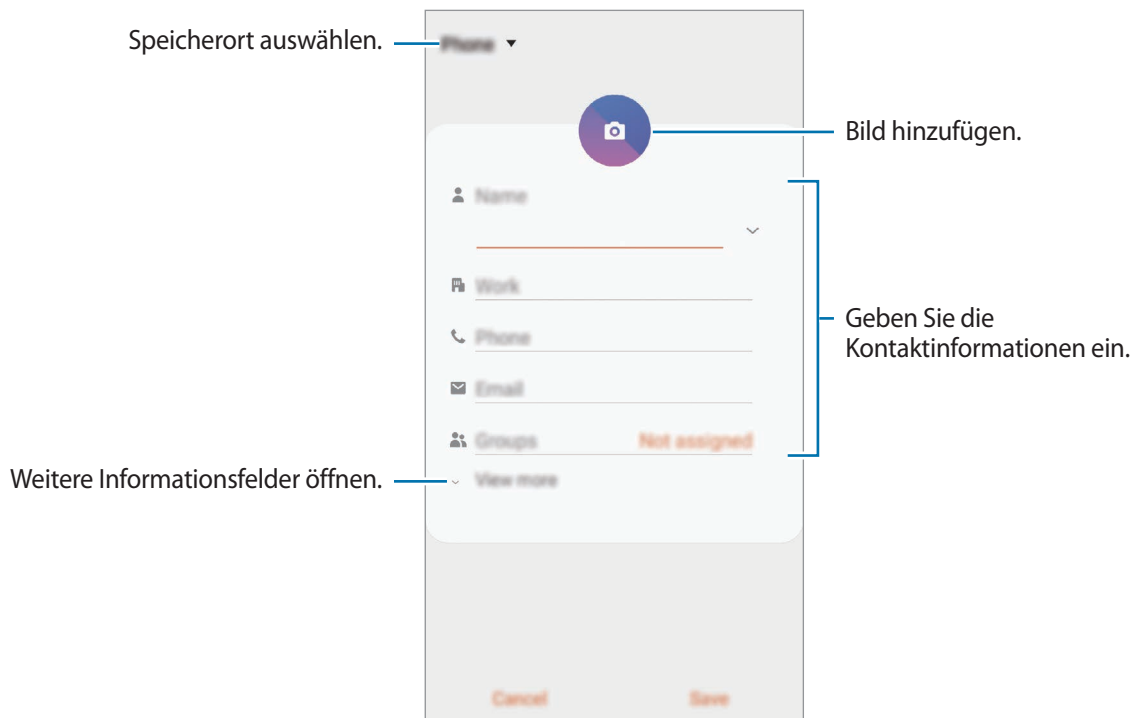 Speicherort auswählen.
Phone
Bild hinzufügen.
Name
Work
Phone
Geben Sie die
Kontaktinformationen ein.
Email
Groups Not assigned
Weitere Informationsfelder öffnen.
View more
Cancel Save